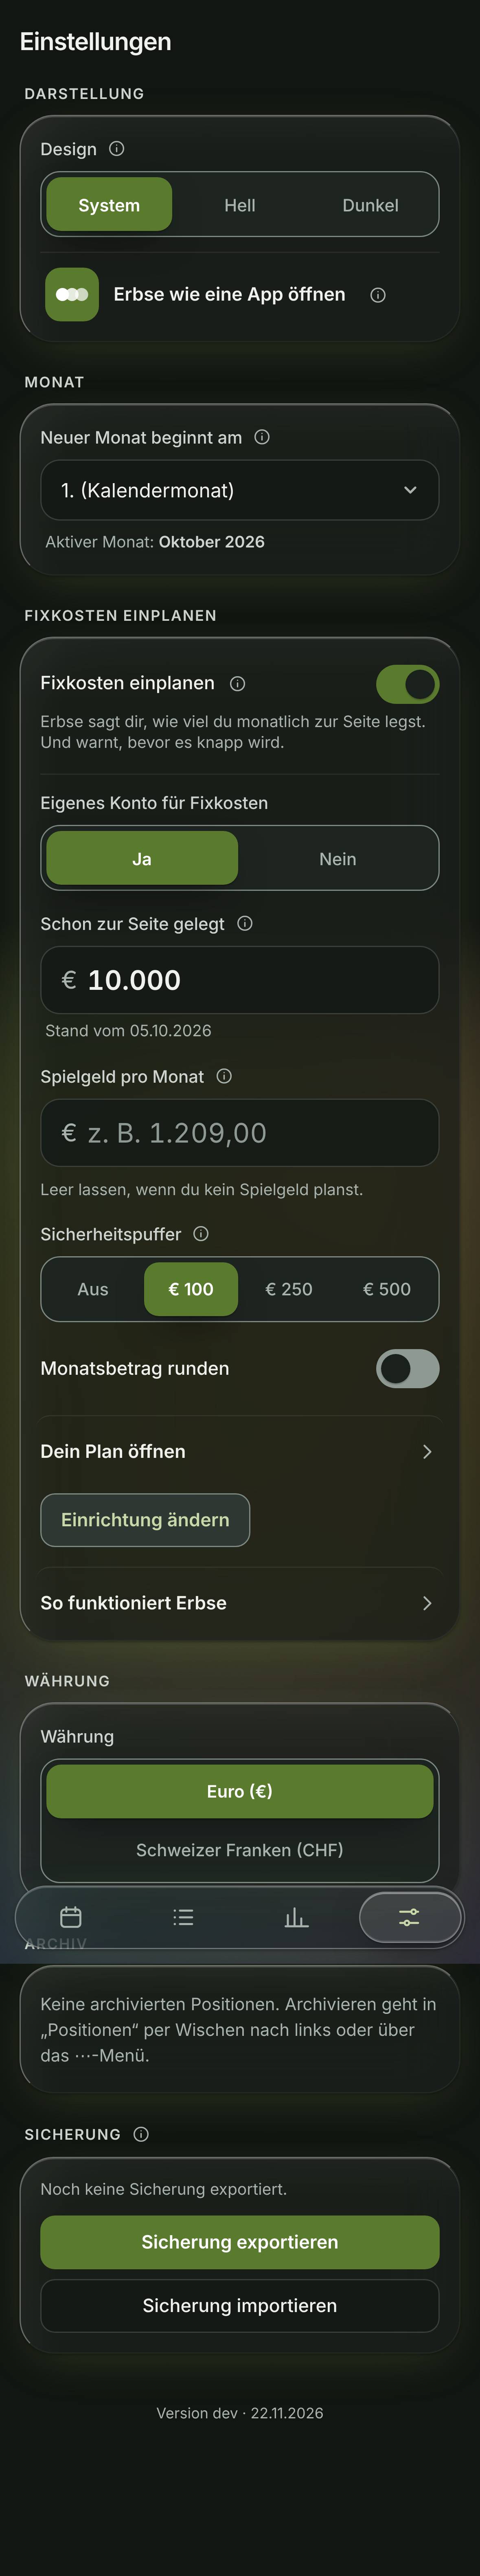 Einstellungen
DARSTELLUNG
Design
System
Hell
Dunkel
Erbse wie eine App öffnen
MONAT
Neuer Monat beginnt am
1. (Kalendermonat)
Aktiver Monat: Oktober 2026
FIXKOSTEN EINPLANEN
Fixkosten einplanen
Erbse sagt dir, wie viel du monatlich zur Seite legst.
Und warnt, bevor es knapp wird.
Eigenes Konto für Fixkosten
Ja
Nein
Schon zur Seite gelegt
€ 10.000
Stand vom 05.10.2026
Spielgeld pro Monat
€ z. B. 1.209,00
Leer lassen, wenn du kein Spielgeld planst.
Sicherheitspuffer
Aus
€ 100
€ 250
€ 500
Monatsbetrag runden
Dein Plan öffnen
Einrichtung ändern
So funktioniert Erbse
WÄHRUNG
Währung
Euro (€)
Schweizer Franken (CHF)
ARCHIV
Keine archivierten Positionen. Archivieren geht in
„Positionen“ per Wischen nach links oder über
das ···-Menü.
SICHERUNG
Noch keine Sicherung exportiert.
Sicherung exportieren
Sicherung importieren
Version dev · 22.11.2026